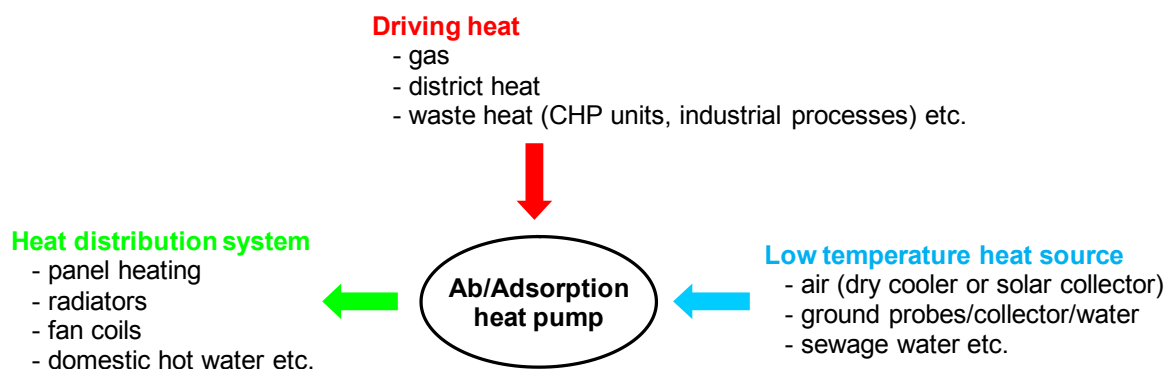 Driving heat
- gas
- district heat
- waste heat (CHP units, industrial processes) etc.
Heat distribution system
- panel heating
- radiators
- fan coils
- domestic hot water etc.
Ab/Adsorption
heat pump
Low temperature heat source
- air (dry cooler or solar collector)
- ground probes/collector/water
- sewage water etc.